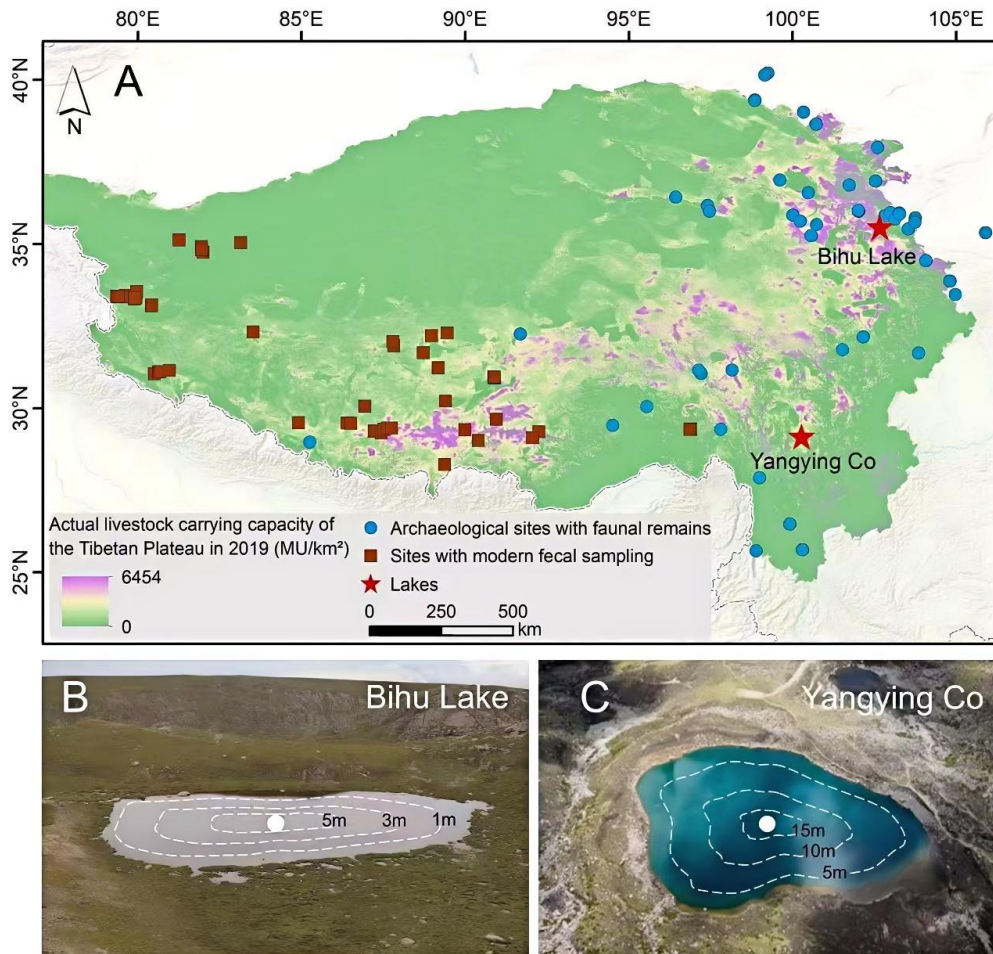 80°E 85°E 90°E 95°E 100°E 105°E
40°N
A
N
35°N
Bihu Lake
30°N
Yangying Co
25°N
Actual livestock carrying capacity of
the Tibetan Plateau in 2019 (MU/km²)
6454
0
Archaeological sites with faunal remains
Sites with modern fecal sampling
Lakes
0 250 500
km
B Bihu Lake
5m 3m 1m
C Yangying Co
15m
10m
5m